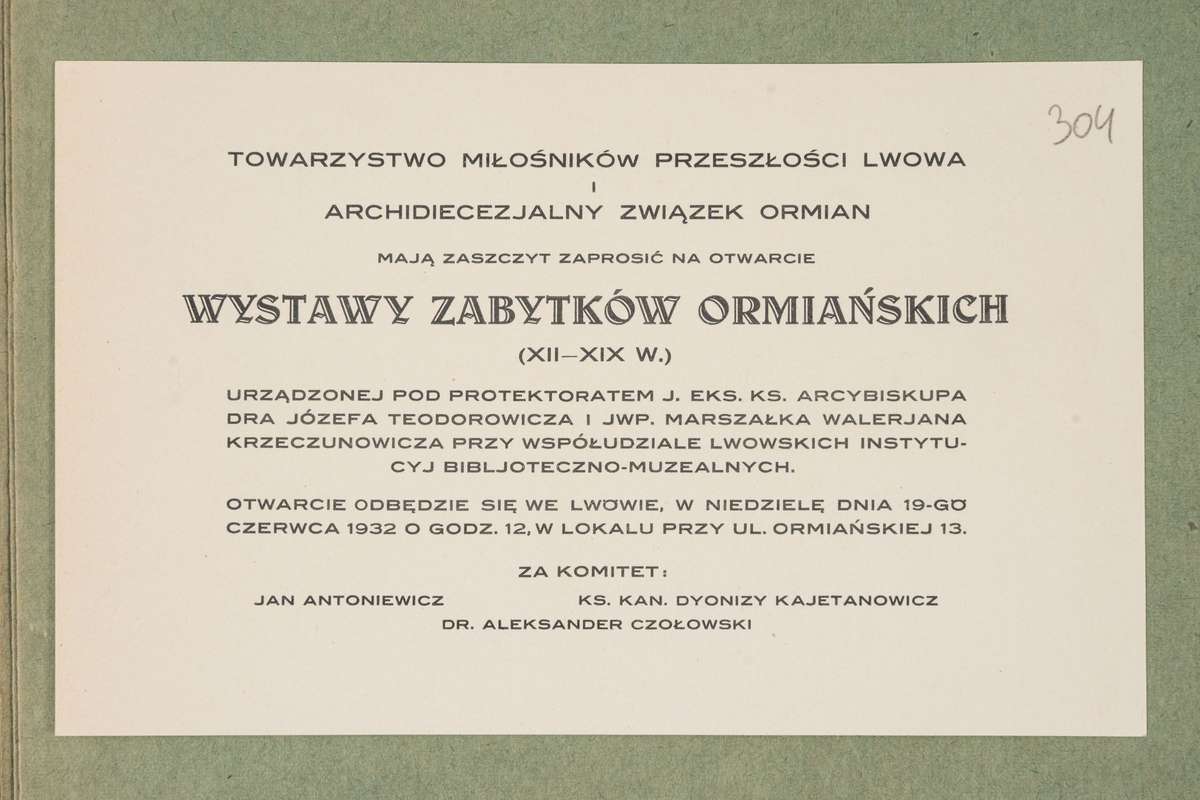 304
TOWARZYSTWO MIŁOŚNIKÓW PRZESZŁOŚCI LWOWA
I
ARCHIDIECEZJALNY ZWIĄZEK ORMIAN
MAJĄ ZASZCZYT ZAPROSIĆ NA OTWARCIE
WYSTAWY ZABYTKÓW ORMIAŃSKICH
(XII—XIX W.)
URZĄDZONEJ POD PROTEKTORATEM J. EKS. KS. ARCYBISKUPA
DRA JÓZEFA TEODOROWICZA I JWP. MARSZAŁKA WALERJANA
KRZECZUNOWICZA PRZY WSPÓŁUDZIALE LWOWSKICH INSTYTU-
CYJ BIBLJOTECZNO-MUZEALNYCH.
OTWARCIE ODBĘDZIE SIĘ WE LWOWIE, W NIEDZIELĘ DNIA 19-GO
CZERWCA 1932 O GODZ. 12, W LOKALU PRZY UL. ORMIAŃSKIEJ 13.
ZA KOMITET:
JAN ANTONIEWICZ KS. KAN. DYONIZY KAJETANOWICZ
DR. ALEKSANDER CZOŁOWSKI